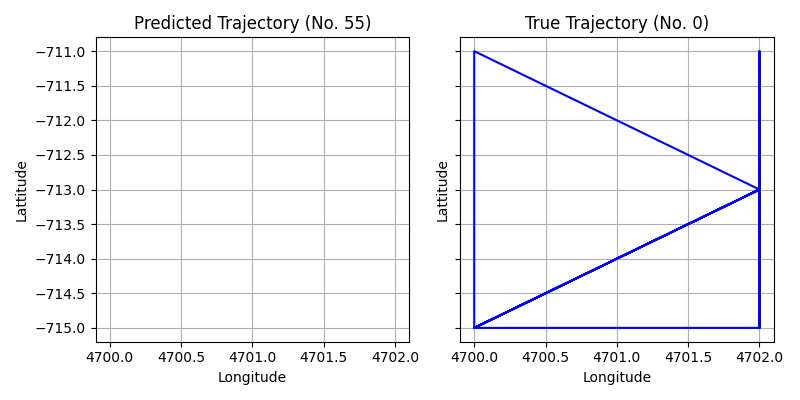 Predicted Trajectory (No. 55)
True Trajectory (No. 0)
−711.0
−711.5
−712.0
−712.5
−713.0
−713.5
−714.0
−714.5
−715.0
Lattitude
Lattitude
4700.0 4700.5 4701.0 4701.5 4702.0
4700.0 4700.5 4701.0 4701.5 4702.0
Longitude
Longitude